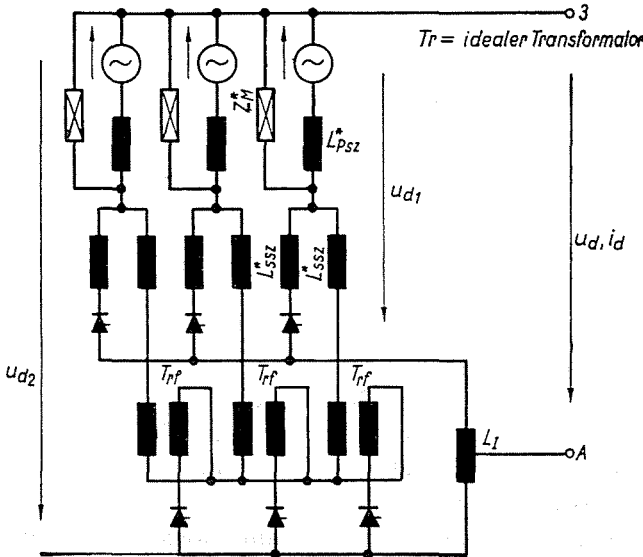 3
Tr = idealer Transformator
Z*M
L*psz
ud1
ud, id
L*ssz
L*ssz
ud2
Trf
Trf
Trf
LI
A